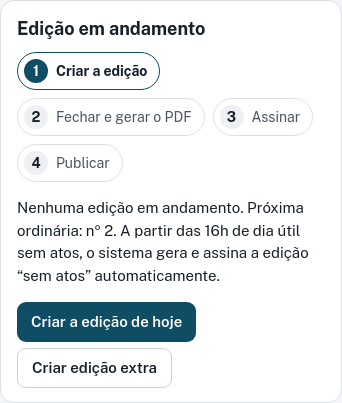 Edição em andamento
1 Criar a edição
2 Fechar e gerar o PDF 3 Assinar
4 Publicar
Nenhuma edição em andamento. Próxima
ordinária: nº 2. A partir das 16h de dia útil
sem atos, o sistema gera e assina a edição
“sem atos” automaticamente.
Criar a edição de hoje
Criar edição extra